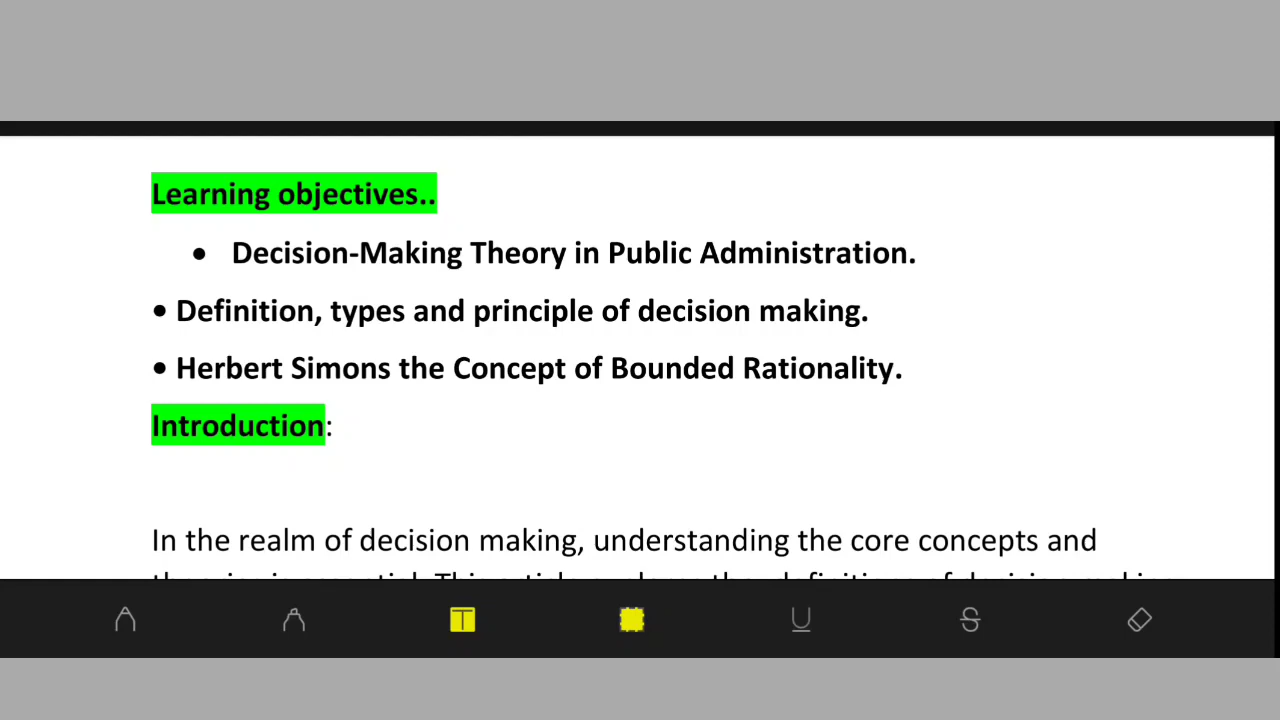 Learning objectives..
• Decision-Making Theory in Public Administration.
• Definition, types and principle of decision making.
• Herbert Simons the Concept of Bounded Rationality.
Introduction:
In the realm of decision making, understanding the core concepts and